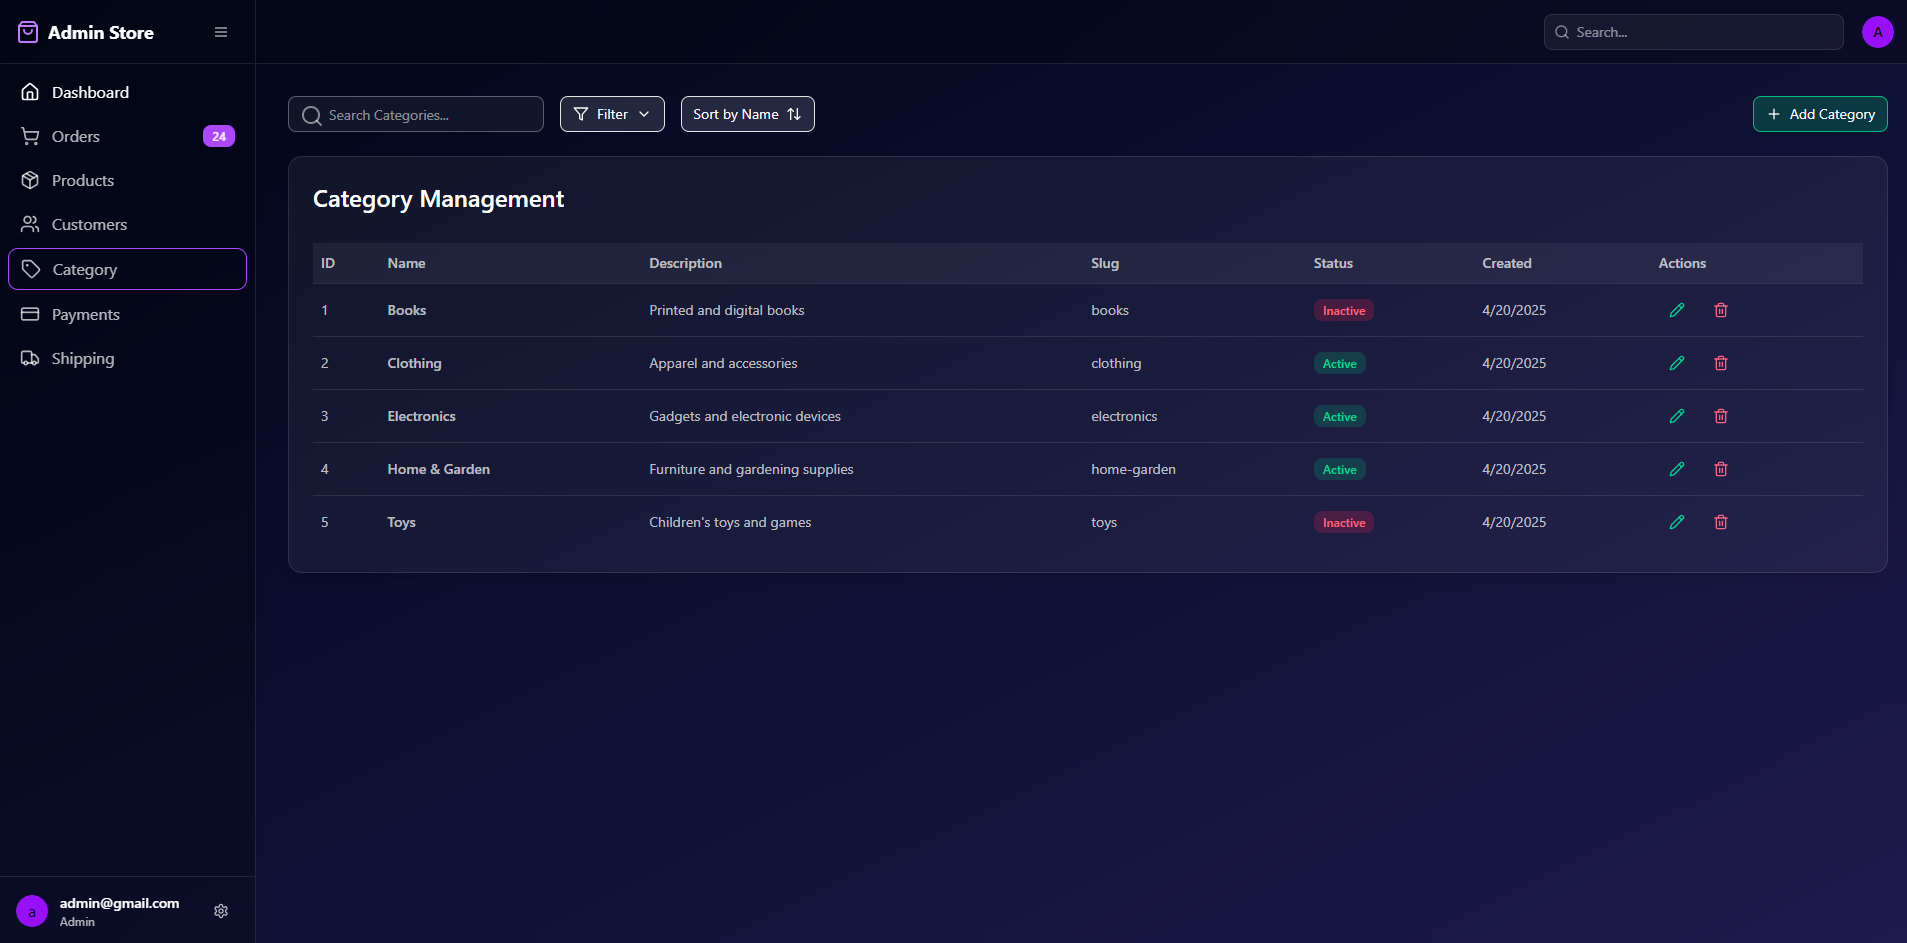 Admin Store
Search...
A
Dashboard
Orders 24
Products
Customers
Category
Payments
Shipping
Search Categories...
Filter
Sort by Name
Add Category
Category Management
ID Name Description Slug Status Created Actions
1 Books Printed and digital books books Inactive 4/20/2025
2 Clothing Apparel and accessories clothing Active 4/20/2025
3 Electronics Gadgets and electronic devices electronics Active 4/20/2025
4 Home & Garden Furniture and gardening supplies home-garden Active 4/20/2025
5 Toys Children's toys and games toys Inactive 4/20/2025
a
admin@gmail.com
Admin